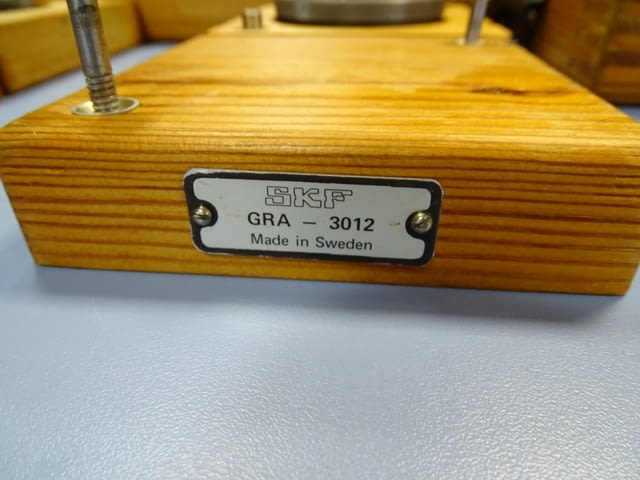 SKF
GRA – 3012
Made in Sweden